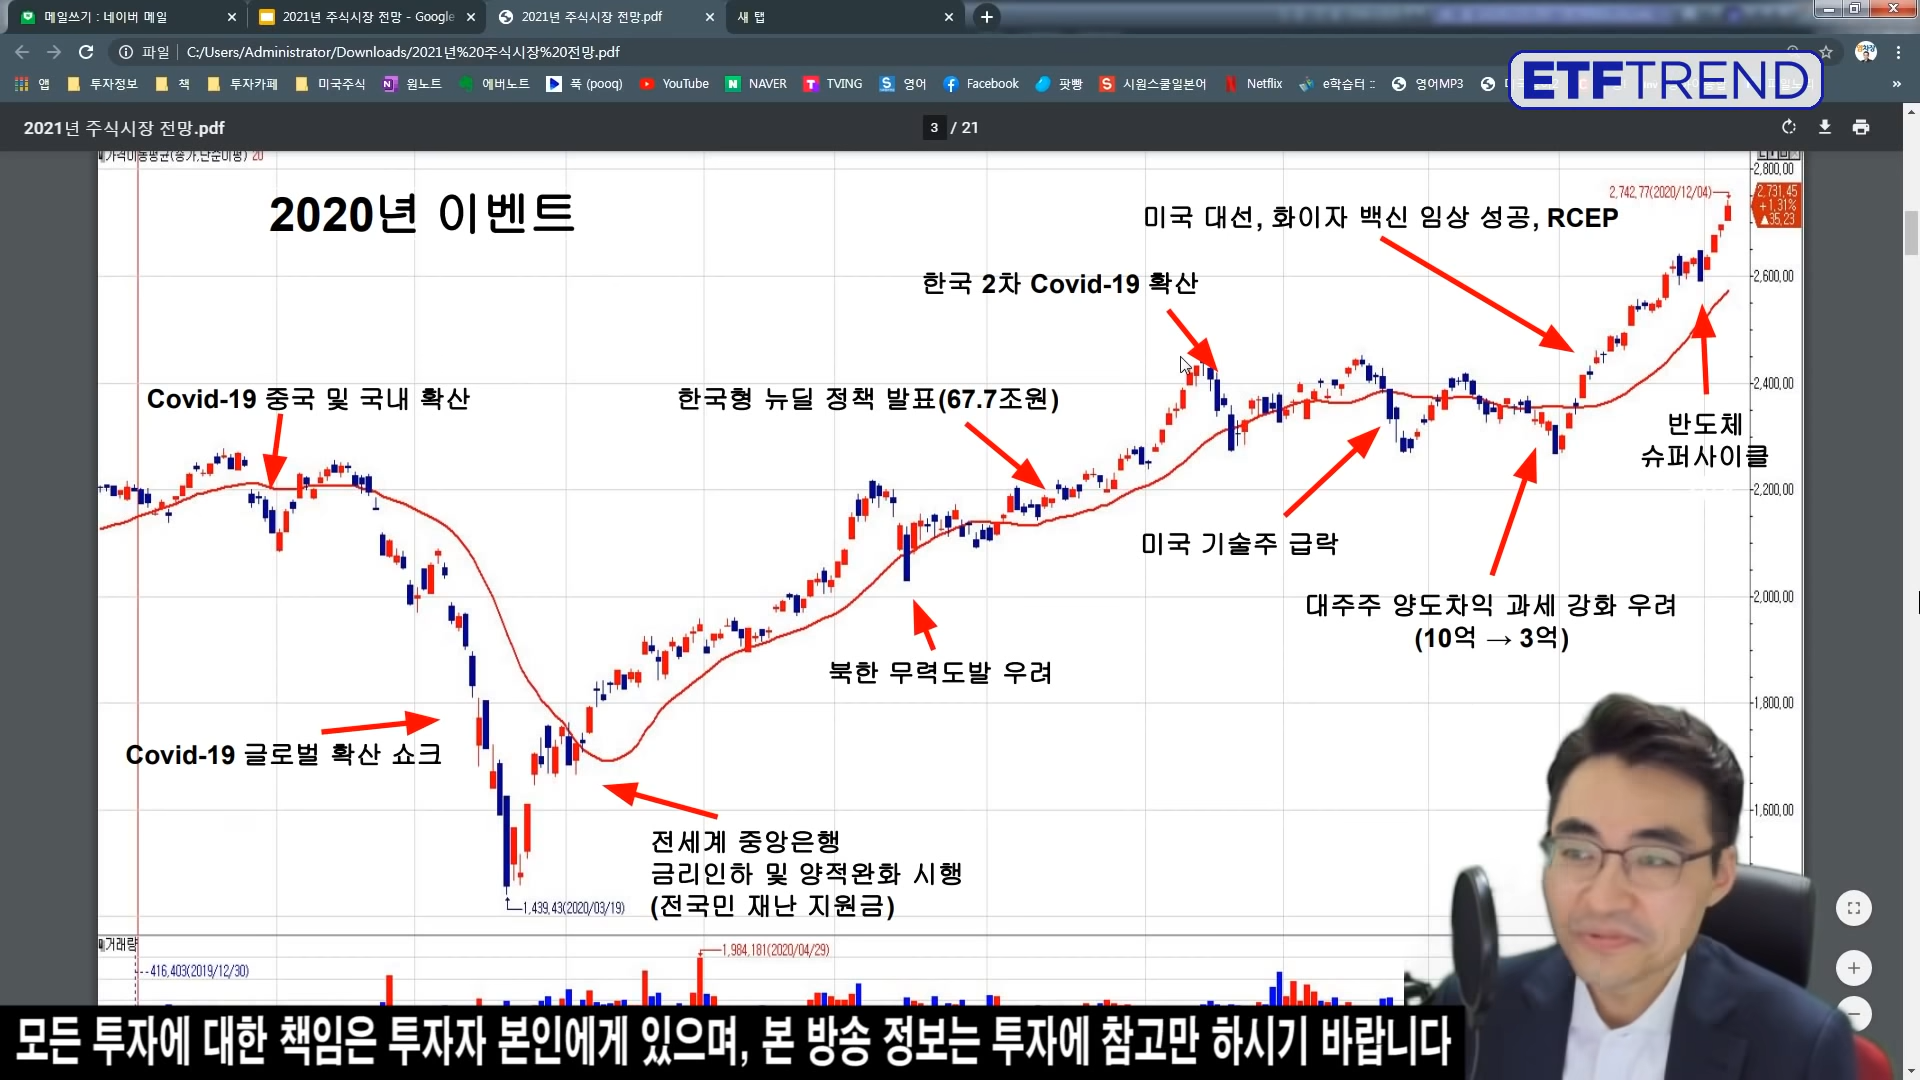 메일쓰기 : 네이버 메일
2021년 주식시장 전망 - Google
2021년 주식시장 전망.pdf
새 탭
파일
C:/Users/Administrator/Downloads/2021년%20주식시장%20전망.pdf
앱
투자정보
책
투자카페
미국주식
원노트
에버노트
푹 (pooq)
YouTube
NAVER
TVING
영어
Facebook
팟빵
시원스쿨일본어
Netflix
e학습터 ::
영어MP3
ETFTREND
2021년 주식시장 전망.pdf
3 / 21
가격이동평균(종가,단순이평) 20
2020년 이벤트
2,800,00
2,742,77(2020/12/04)
2,731,45
+1,31%
▲35,23
미국 대선, 화이자 백신 임상 성공, RCEP
2,600,00
한국 2차 Covid-19 확산
2,400,00
Covid-19 중국 및 국내 확산
한국형 뉴딜 정책 발표(67.7조원)
반도체
슈퍼사이클
2,200,00
미국 기술주 급락
2,000,00
대주주 양도차익 과세 강화 우려
(10억 → 3억)
북한 무력도발 우려
1,800,00
Covid-19 글로벌 확산 쇼크
1,600,00
전세계 중앙은행
금리인하 및 양적완화 시행
(전국민 재난 지원금)
1,439,43(2020/03/19)
거래량
1,984,181(2020/04/29)
416,403(2019/12/30)
모든 투자에 대한 책임은 투자자 본인에게 있으며, 본 방송 정보는 투자에 참고만 하시기 바랍니다